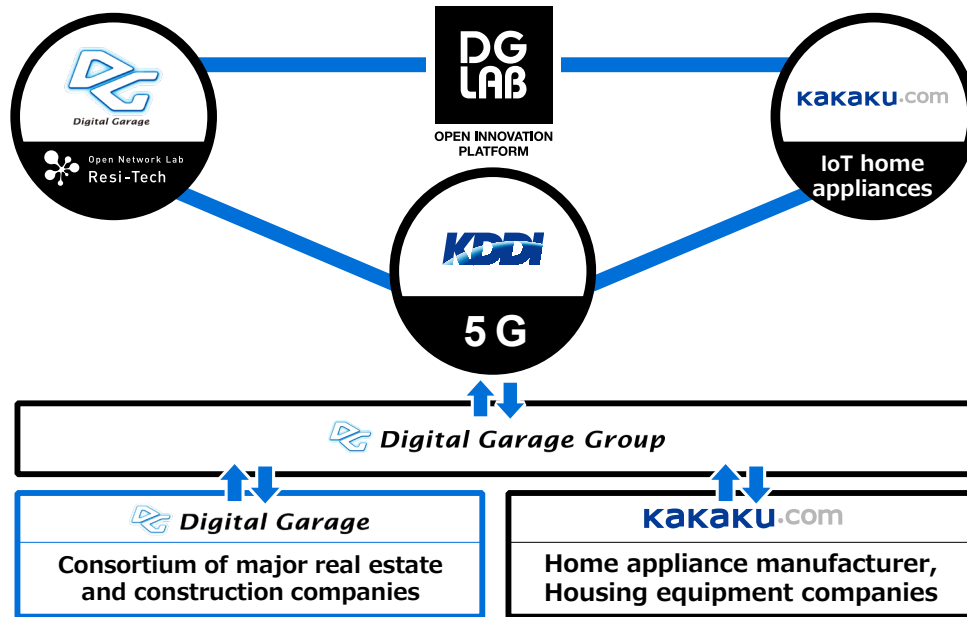 DG
LAB
OPEN INNOVATION
PLATFORM
Digital Garage
Open Network Lab
Resi-Tech
KaKaKU.com
IoT home
appliances
KDDI
5 G
Digital Garage Group
Digital Garage
Consortium of major real estate
and construction companies
KaKaKU.com
Home appliance manufacturer,
Housing equipment companies